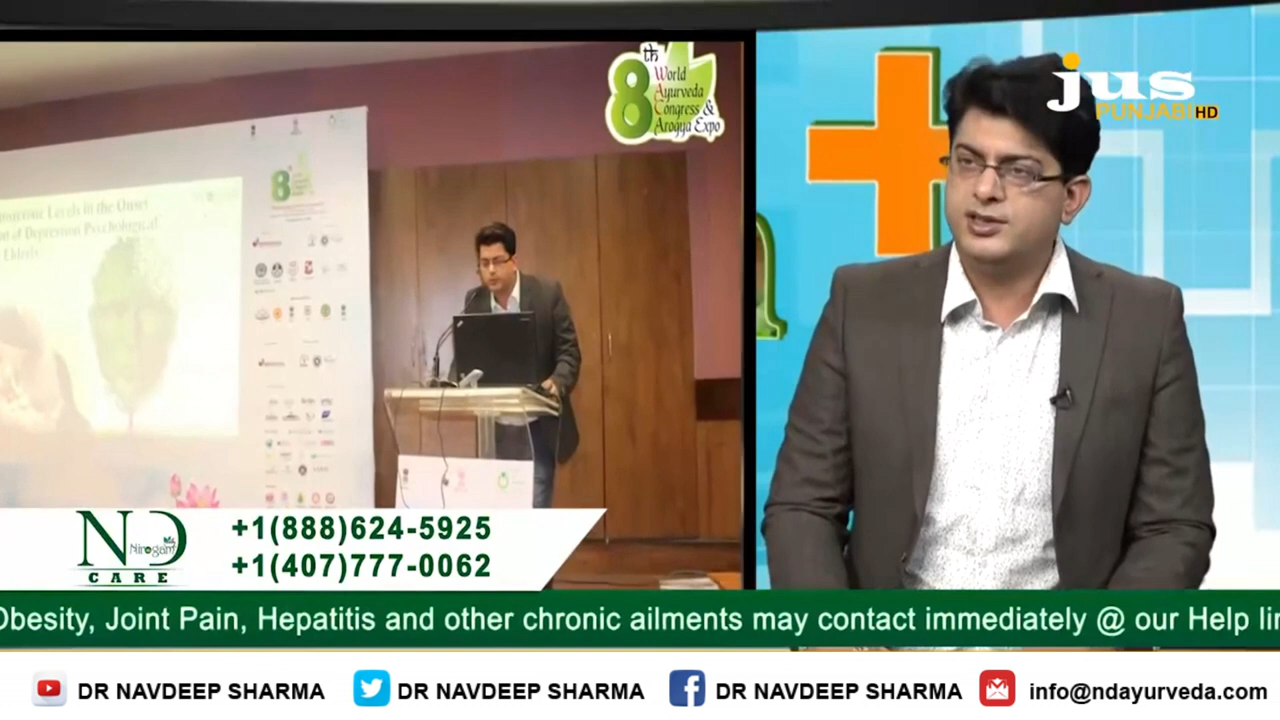 8th
World
Ayurveda
Congress &
Arogya Expo
jus
PUNJABI HD
Levels in the Onset
of Depression Psychological
Elderly
8th
ND
Nirogam
CARE
+1(888)624-5925
+1(407)777-0062
Obesity, Joint Pain, Hepatitis and other chronic ailments may contact immediately @ our Help lin
DR NAVDEEP SHARMA
DR NAVDEEP SHARMA
DR NAVDEEP SHARMA
info@ndayurveda.com